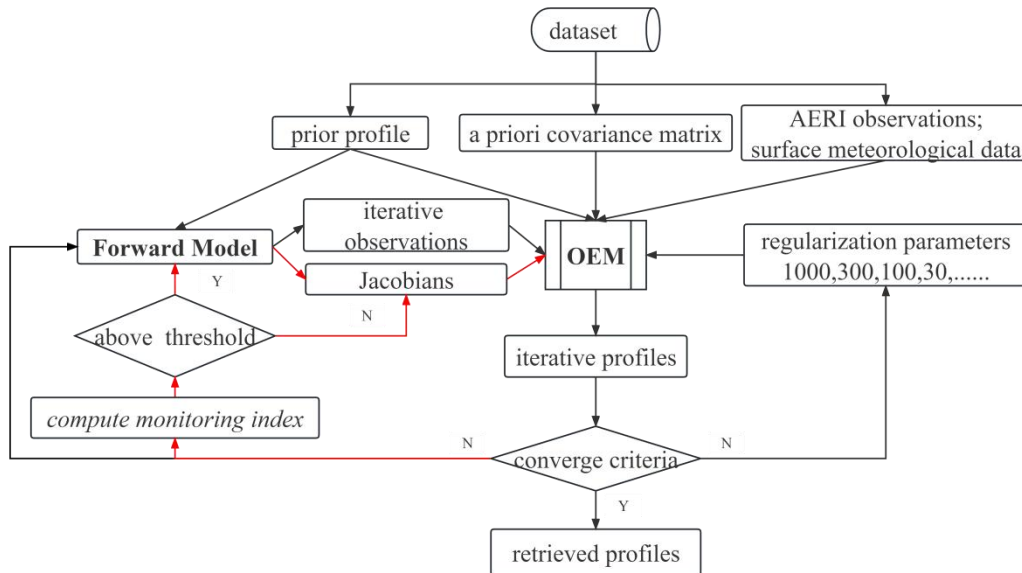 dataset
prior profile
a priori covariance matrix
AERI observations;
surface meteorological data
Forward Model
iterative
observations
Jacobians
OEM
regularization parameters
1000,300,100,30,......
Y
N
above threshold
iterative profiles
compute monitoring index
N
converge criteria
N
Y
retrieved profiles